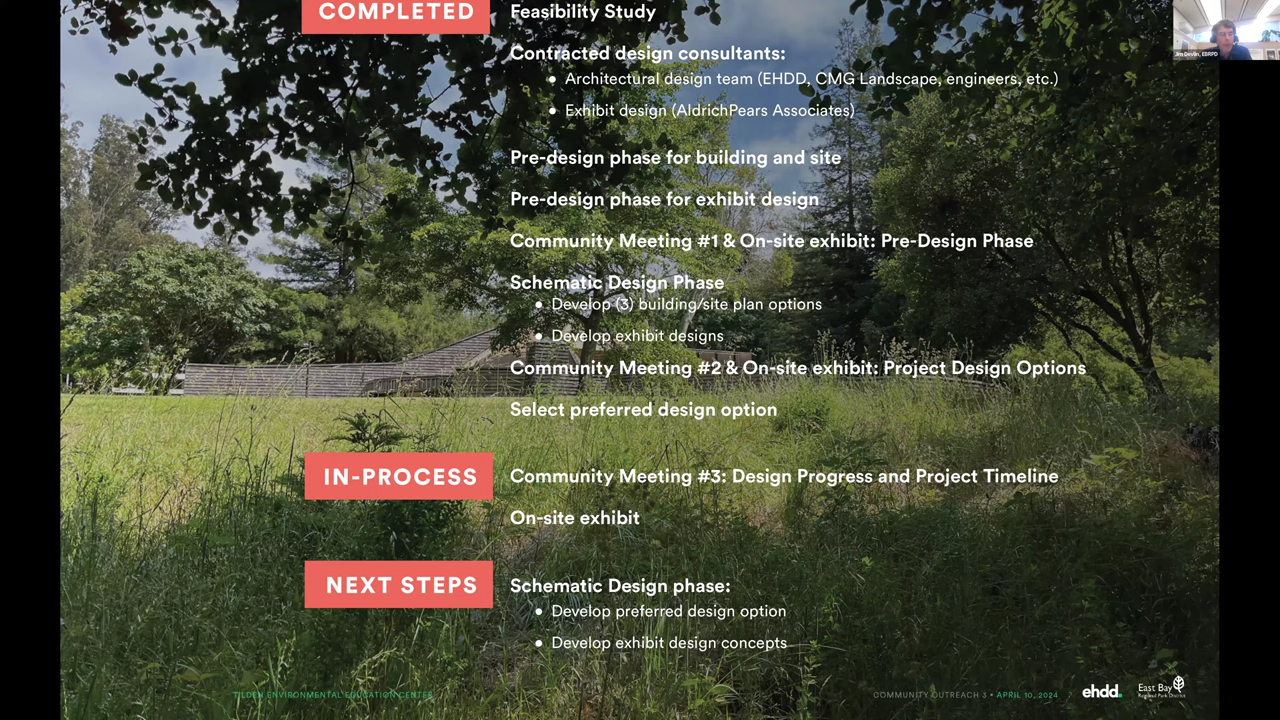 COMPLETED
Feasibility Study
Contracted design consultants:
• Architectural design team (EHDD, CMG Landscape, engineers, etc.)
• Exhibit design (AldrichPears Associates)
Pre-design phase for building and site
Pre-design phase for exhibit design
Community Meeting #1 & On-site exhibit: Pre-Design Phase
Schematic Design Phase
• Develop (3) building/site plan options
• Develop exhibit designs
Community Meeting #2 & On-site exhibit: Project Design Options
Select preferred design option
IN-PROCESS
Community Meeting #3: Design Progress and Project Timeline
On-site exhibit
NEXT STEPS
Schematic Design phase:
• Develop preferred design option
• Develop exhibit design concepts
TILDEN ENVIRONMENTAL EDUCATION CENTER
COMMUNITY OUTREACH 3 • APRIL 10, 2024
ehdd.
East Bay
Regional Park District
Jim Devlin, EBRPD